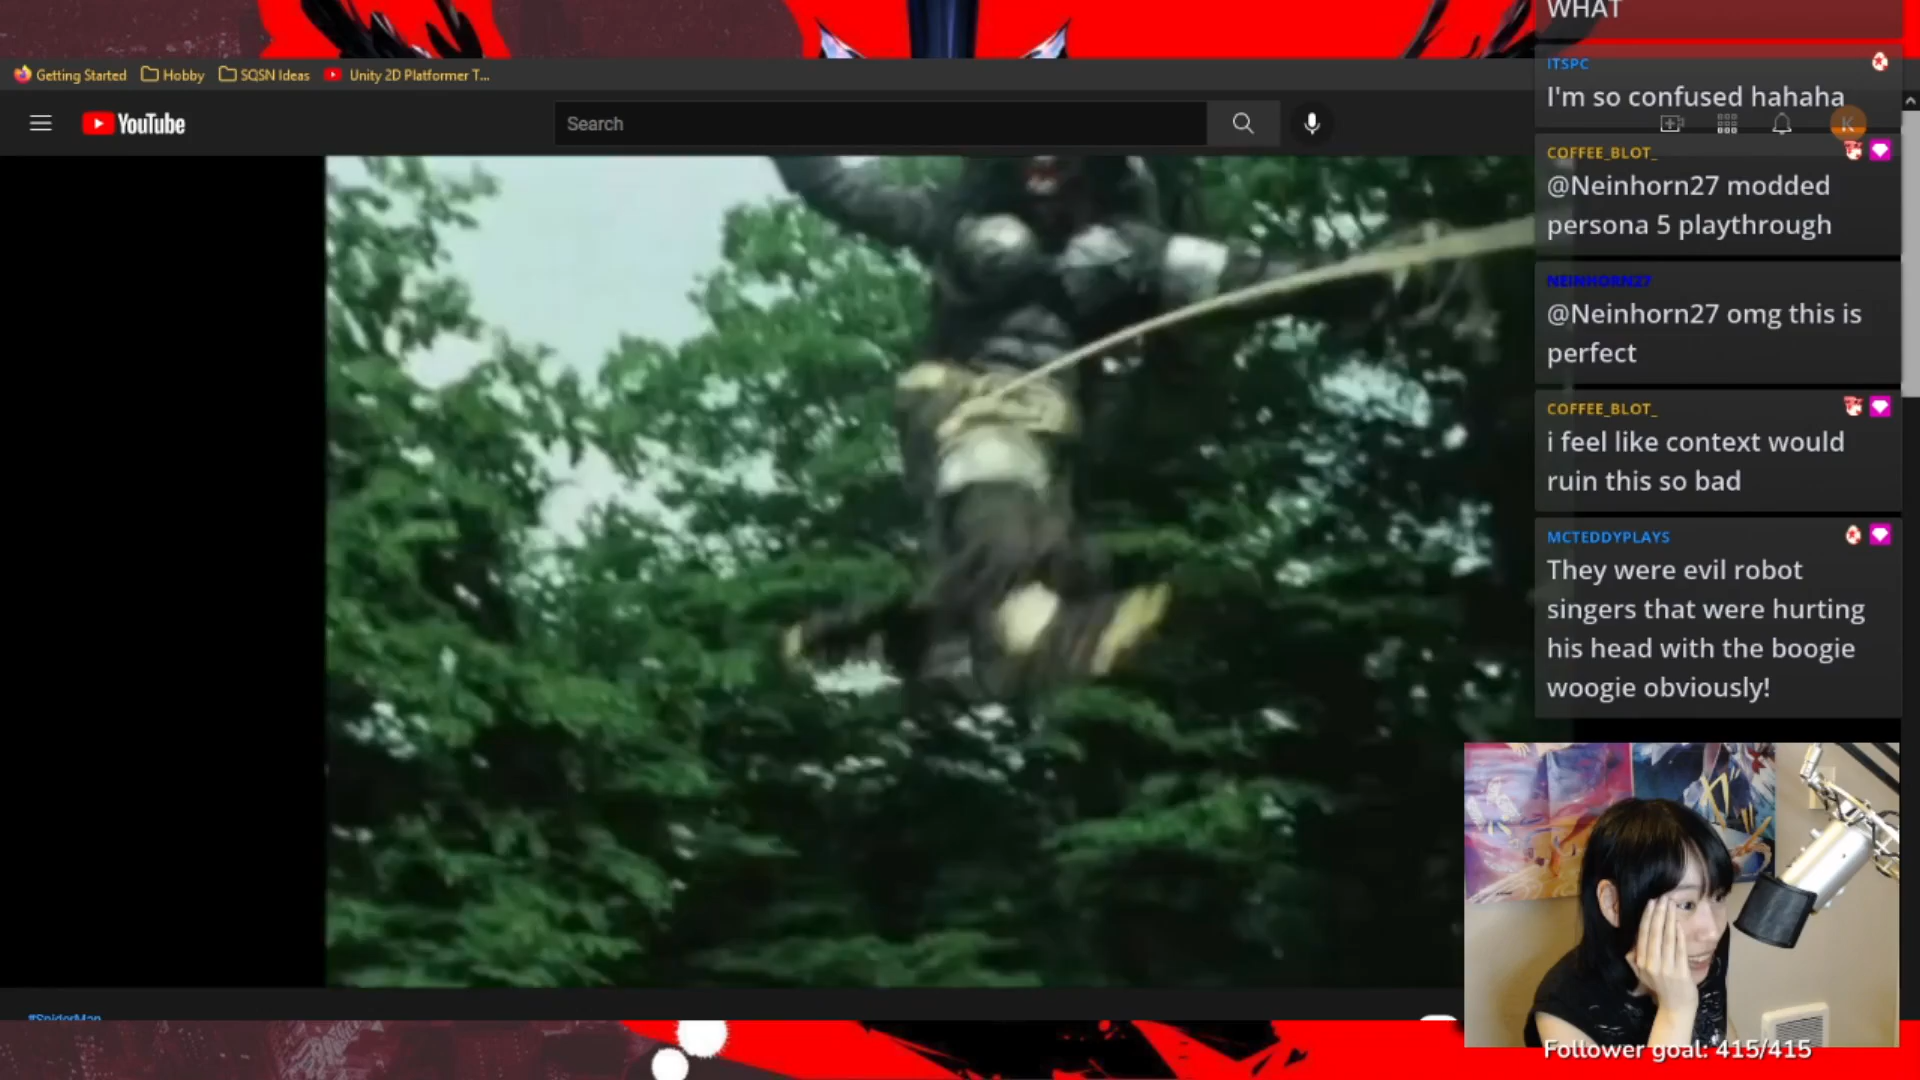 Getting Started
Hobby
SQSN Ideas
Unity 2D Platformer T...
YouTube
Search
K
WHAT
ITSPC
I'm so confused hahaha
COFFEE_BLOT_
@Neinhorn27 modded
persona 5 playthrough
NEINHORN27
@Neinhorn27 omg this is
perfect
COFFEE_BLOT_
i feel like context would
ruin this so bad
MCTEDDYPLAYS
They were evil robot
singers that were hurting
his head with the boogie
woogie obviously!
#SpiderMan
Follower goal: 415/415